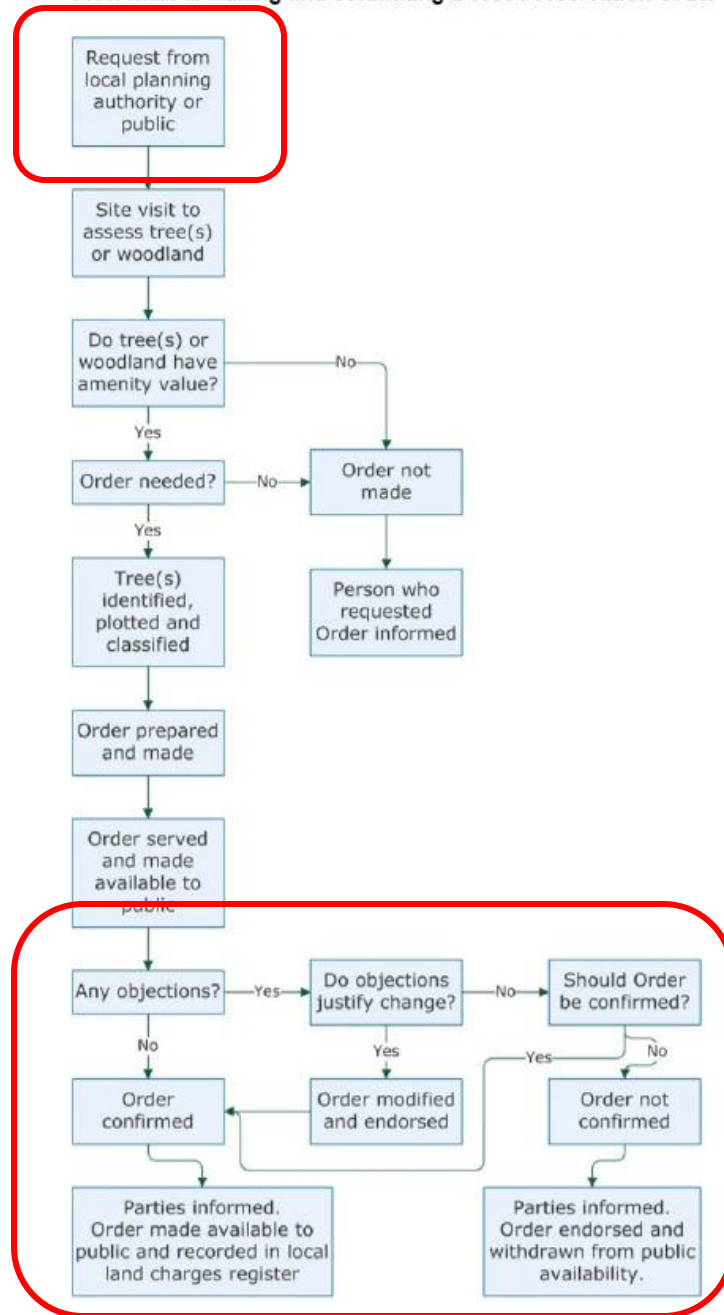 Request from
local planning
authority or
public
Site visit to
assess tree(s)
or woodland
Do tree(s) or
woodland have
amenity value?
No
Yes
Order needed?
No
Order not
made
Yes
Tree(s)
identified,
plotted and
classified
Person who
requested
Order informed
Order prepared
and made
Order served
and made
available to
public
Any objections?
Yes
Do objections
justify change?
No
Should Order
be confirmed?
No
Yes
Yes
No
Order
confirmed
Order modified
and endorsed
Order not
confirmed
Parties informed.
Order made available to
public and recorded in local
land charges register
Parties informed.
Order endorsed and
withdrawn from public
availability.